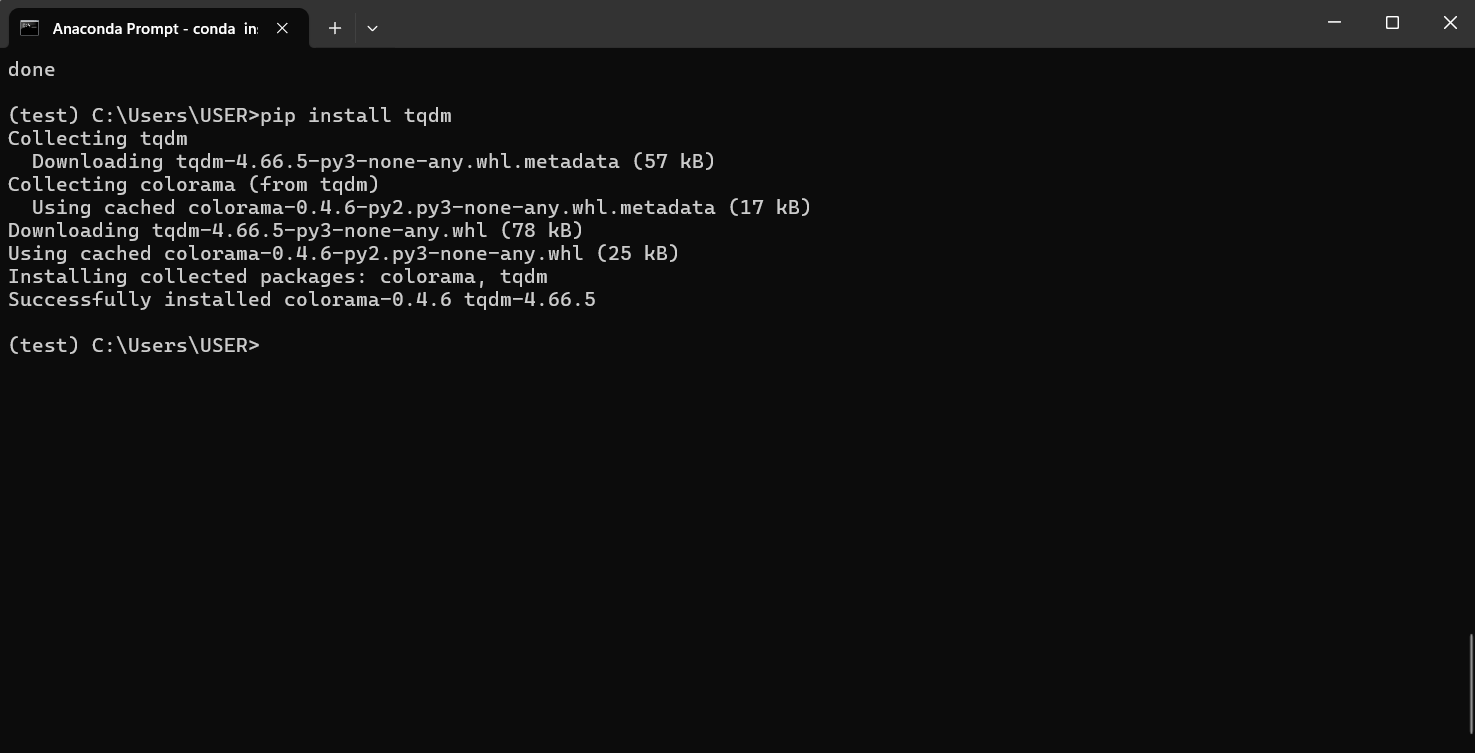 Anaconda Prompt - conda in
done
(test) C:\Users\USER>pip install tqdm
Collecting tqdm
  Downloading tqdm-4.66.5-py3-none-any.whl.metadata (57 kB)
Collecting colorama (from tqdm)
  Using cached colorama-0.4.6-py2.py3-none-any.whl.metadata (17 kB)
Downloading tqdm-4.66.5-py3-none-any.whl (78 kB)
Using cached colorama-0.4.6-py2.py3-none-any.whl (25 kB)
Installing collected packages: colorama, tqdm
Successfully installed colorama-0.4.6 tqdm-4.66.5
(test) C:\Users\USER>